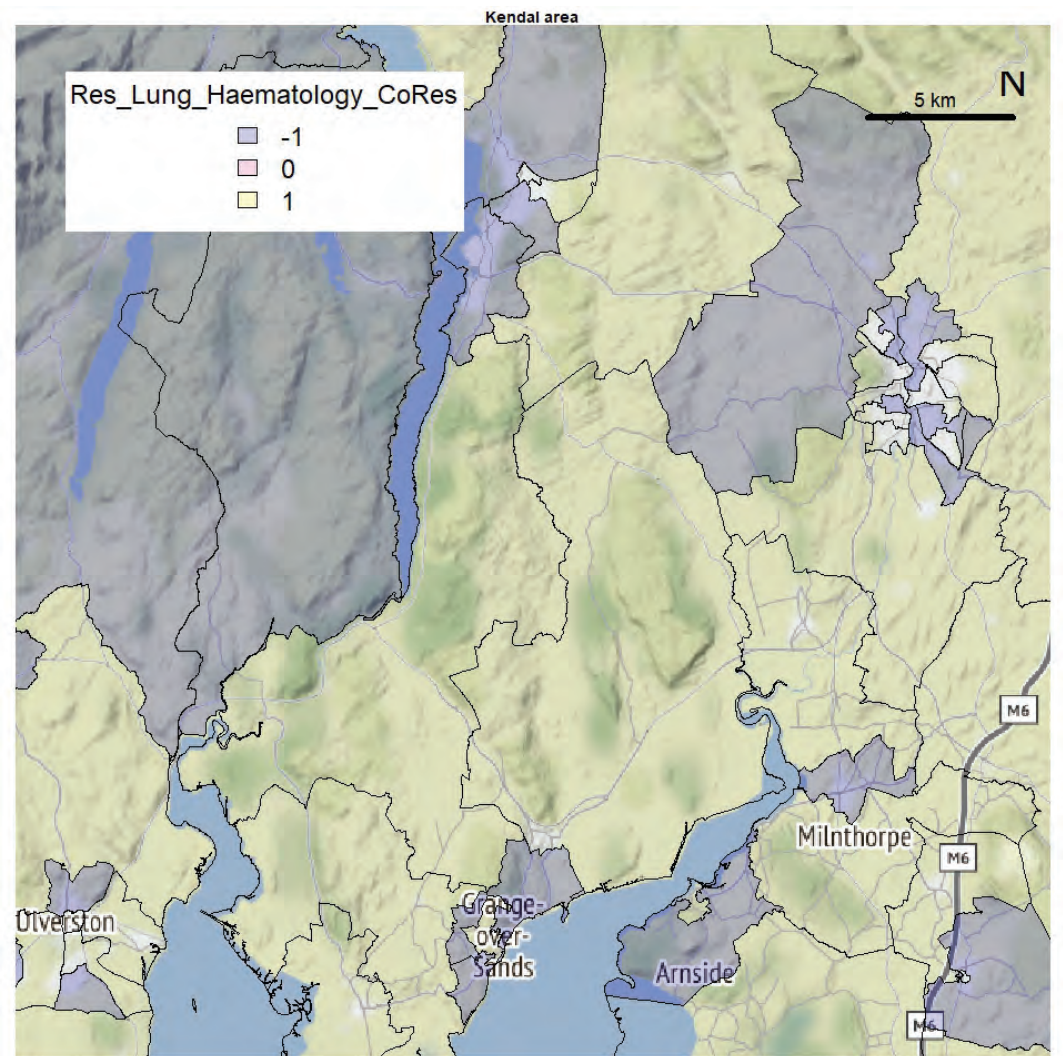 Kendal area
Res_Lung_Haematology_CoRes
-1
0
1
N
5 km
M6
Milnthorpe
M6
Ulverston
Grange-
over-
Sands
Arnside
M6